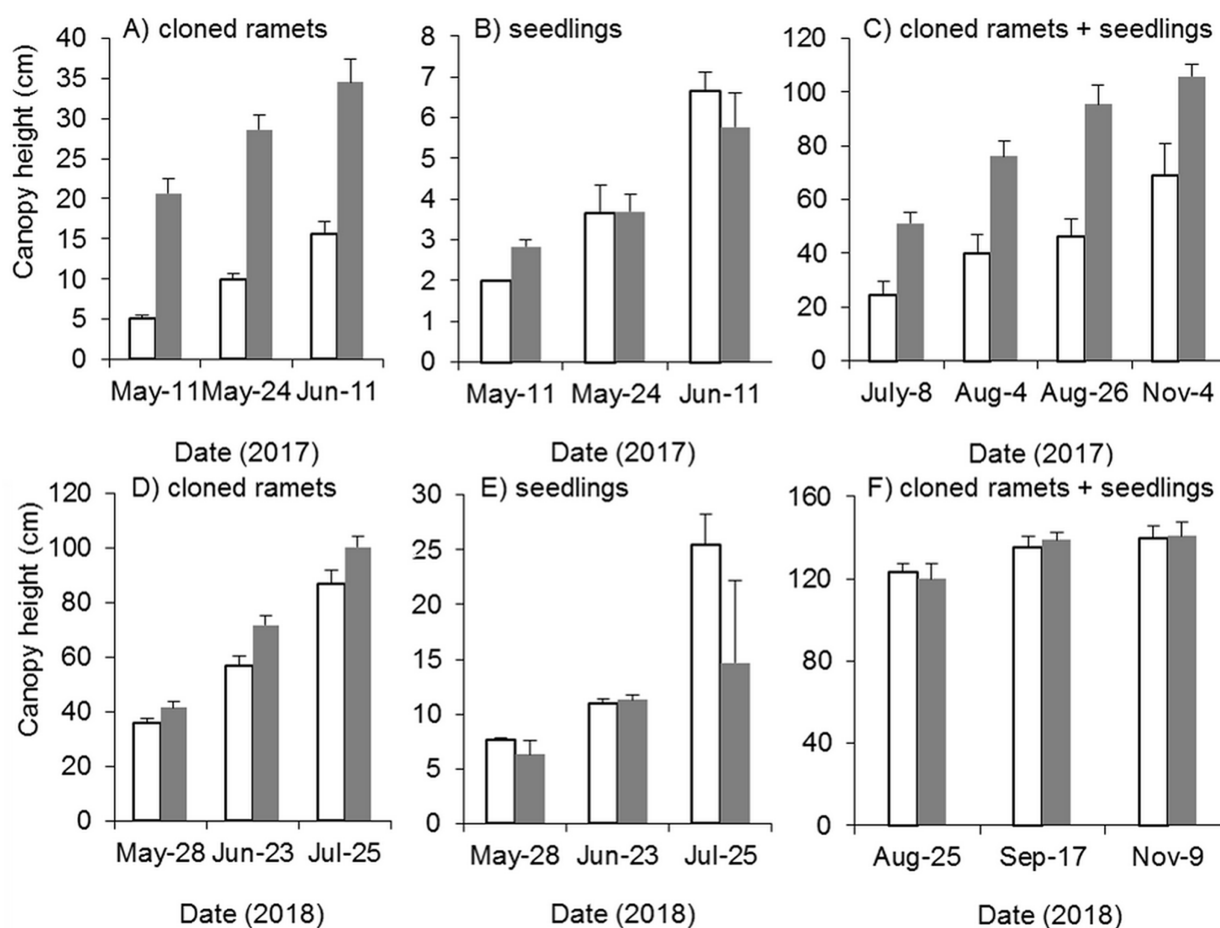 A) cloned ramets
Canopy height (cm)
40
35
30
25
20
15
10
5
0
May-11 May-24 Jun-11
Date (2017)
B) seedlings
8
7
6
5
4
3
2
1
0
May-11 May-24 Jun-11
Date (2017)
C) cloned ramets + seedlings
120
100
80
60
40
20
0
July-8 Aug-4 Aug-26 Nov-4
Date (2017)
D) cloned ramets
Canopy height (cm)
120
100
80
60
40
20
0
May-28 Jun-23 Jul-25
Date (2018)
E) seedlings
30
25
20
15
10
5
0
May-28 Jun-23 Jul-25
Date (2018)
F) cloned ramets + seedlings
160
120
80
40
0
Aug-25 Sep-17 Nov-9
Date (2018)